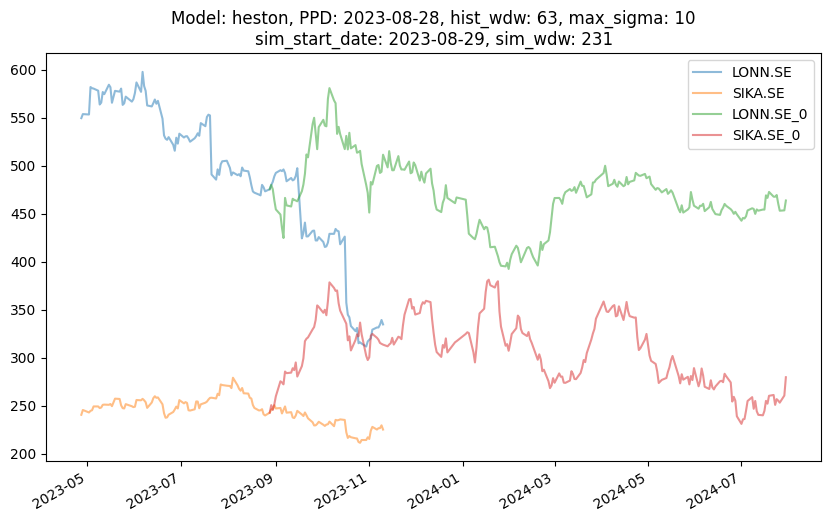 Model: heston, PPD: 2023-08-28, hist_wdw: 63, max_sigma: 10
sim_start_date: 2023-08-29, sim_wdw: 231
LONN.SE
SIKA.SE
LONN.SE_0
SIKA.SE_0
600
550
500
450
400
350
300
250
200
2023-05
2023-07
2023-09
2023-11
2024-01
2024-03
2024-05
2024-07